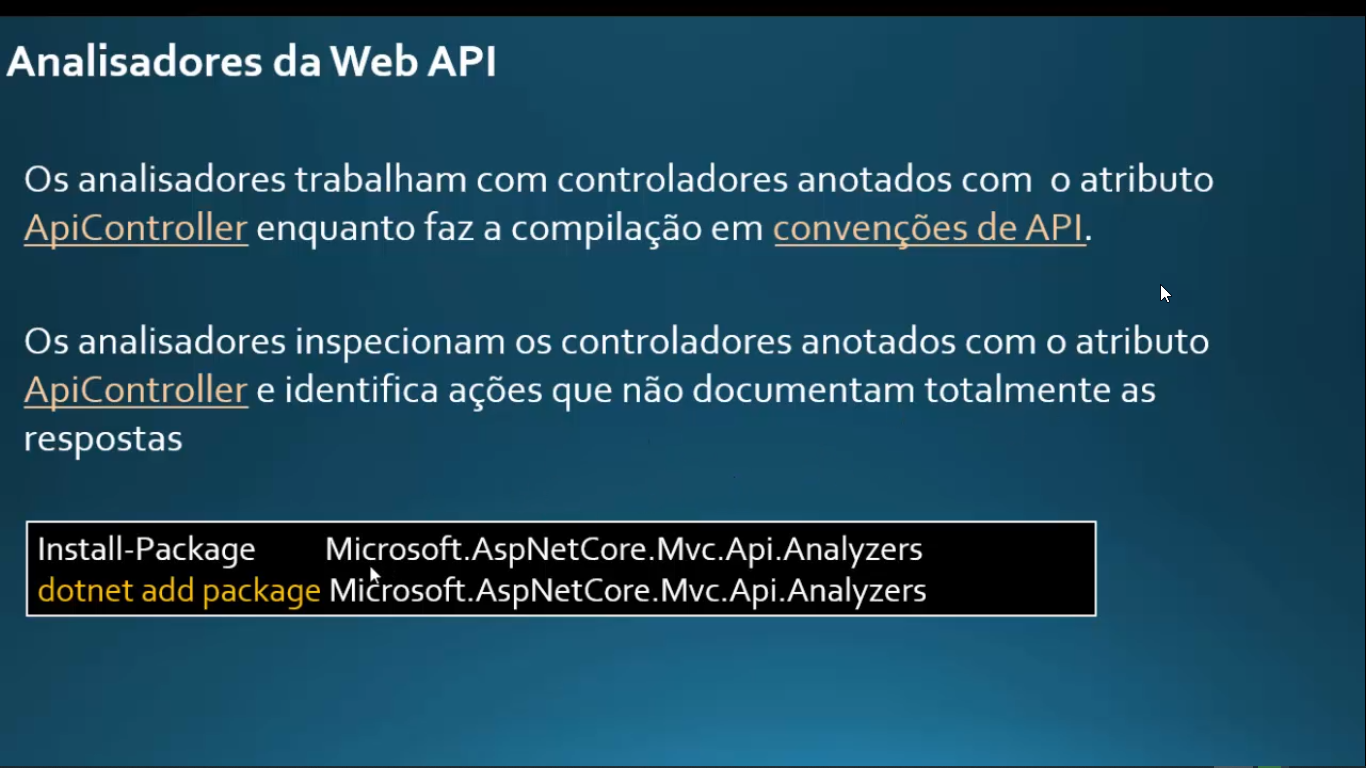 Analisadores da Web API
Os analisadores trabalham com controladores anotados com o atributo
ApiController enquanto faz a compilação em convenções de API.
Os analisadores inspecionam os controladores anotados com o atributo
ApiController e identifica ações que não documentam totalmente as
respostas
Install-Package Microsoft.AspNetCore.Mvc.Api.Analyzers
dotnet add package Microsoft.AspNetCore.Mvc.Api.Analyzers